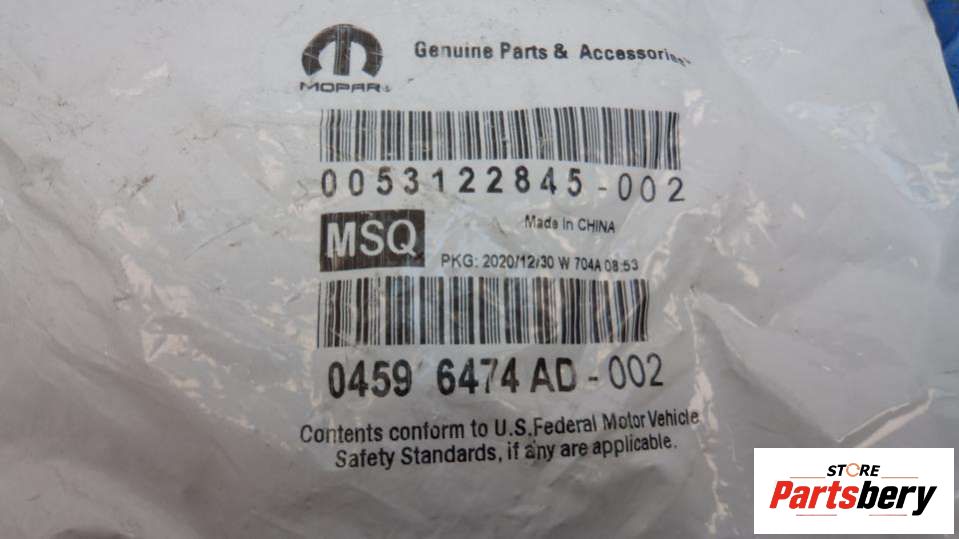 MOPAR
Genuine Parts & Accessories
0053122845-002
MSQ
Made in CHINA
PKG: 2020/12/30 W 704A 08:53
0459 6474 AD - 002
Contents conform to U.S. Federal Motor Vehicle
Safety Standards, if any are applicable.
STORE
Partsbery